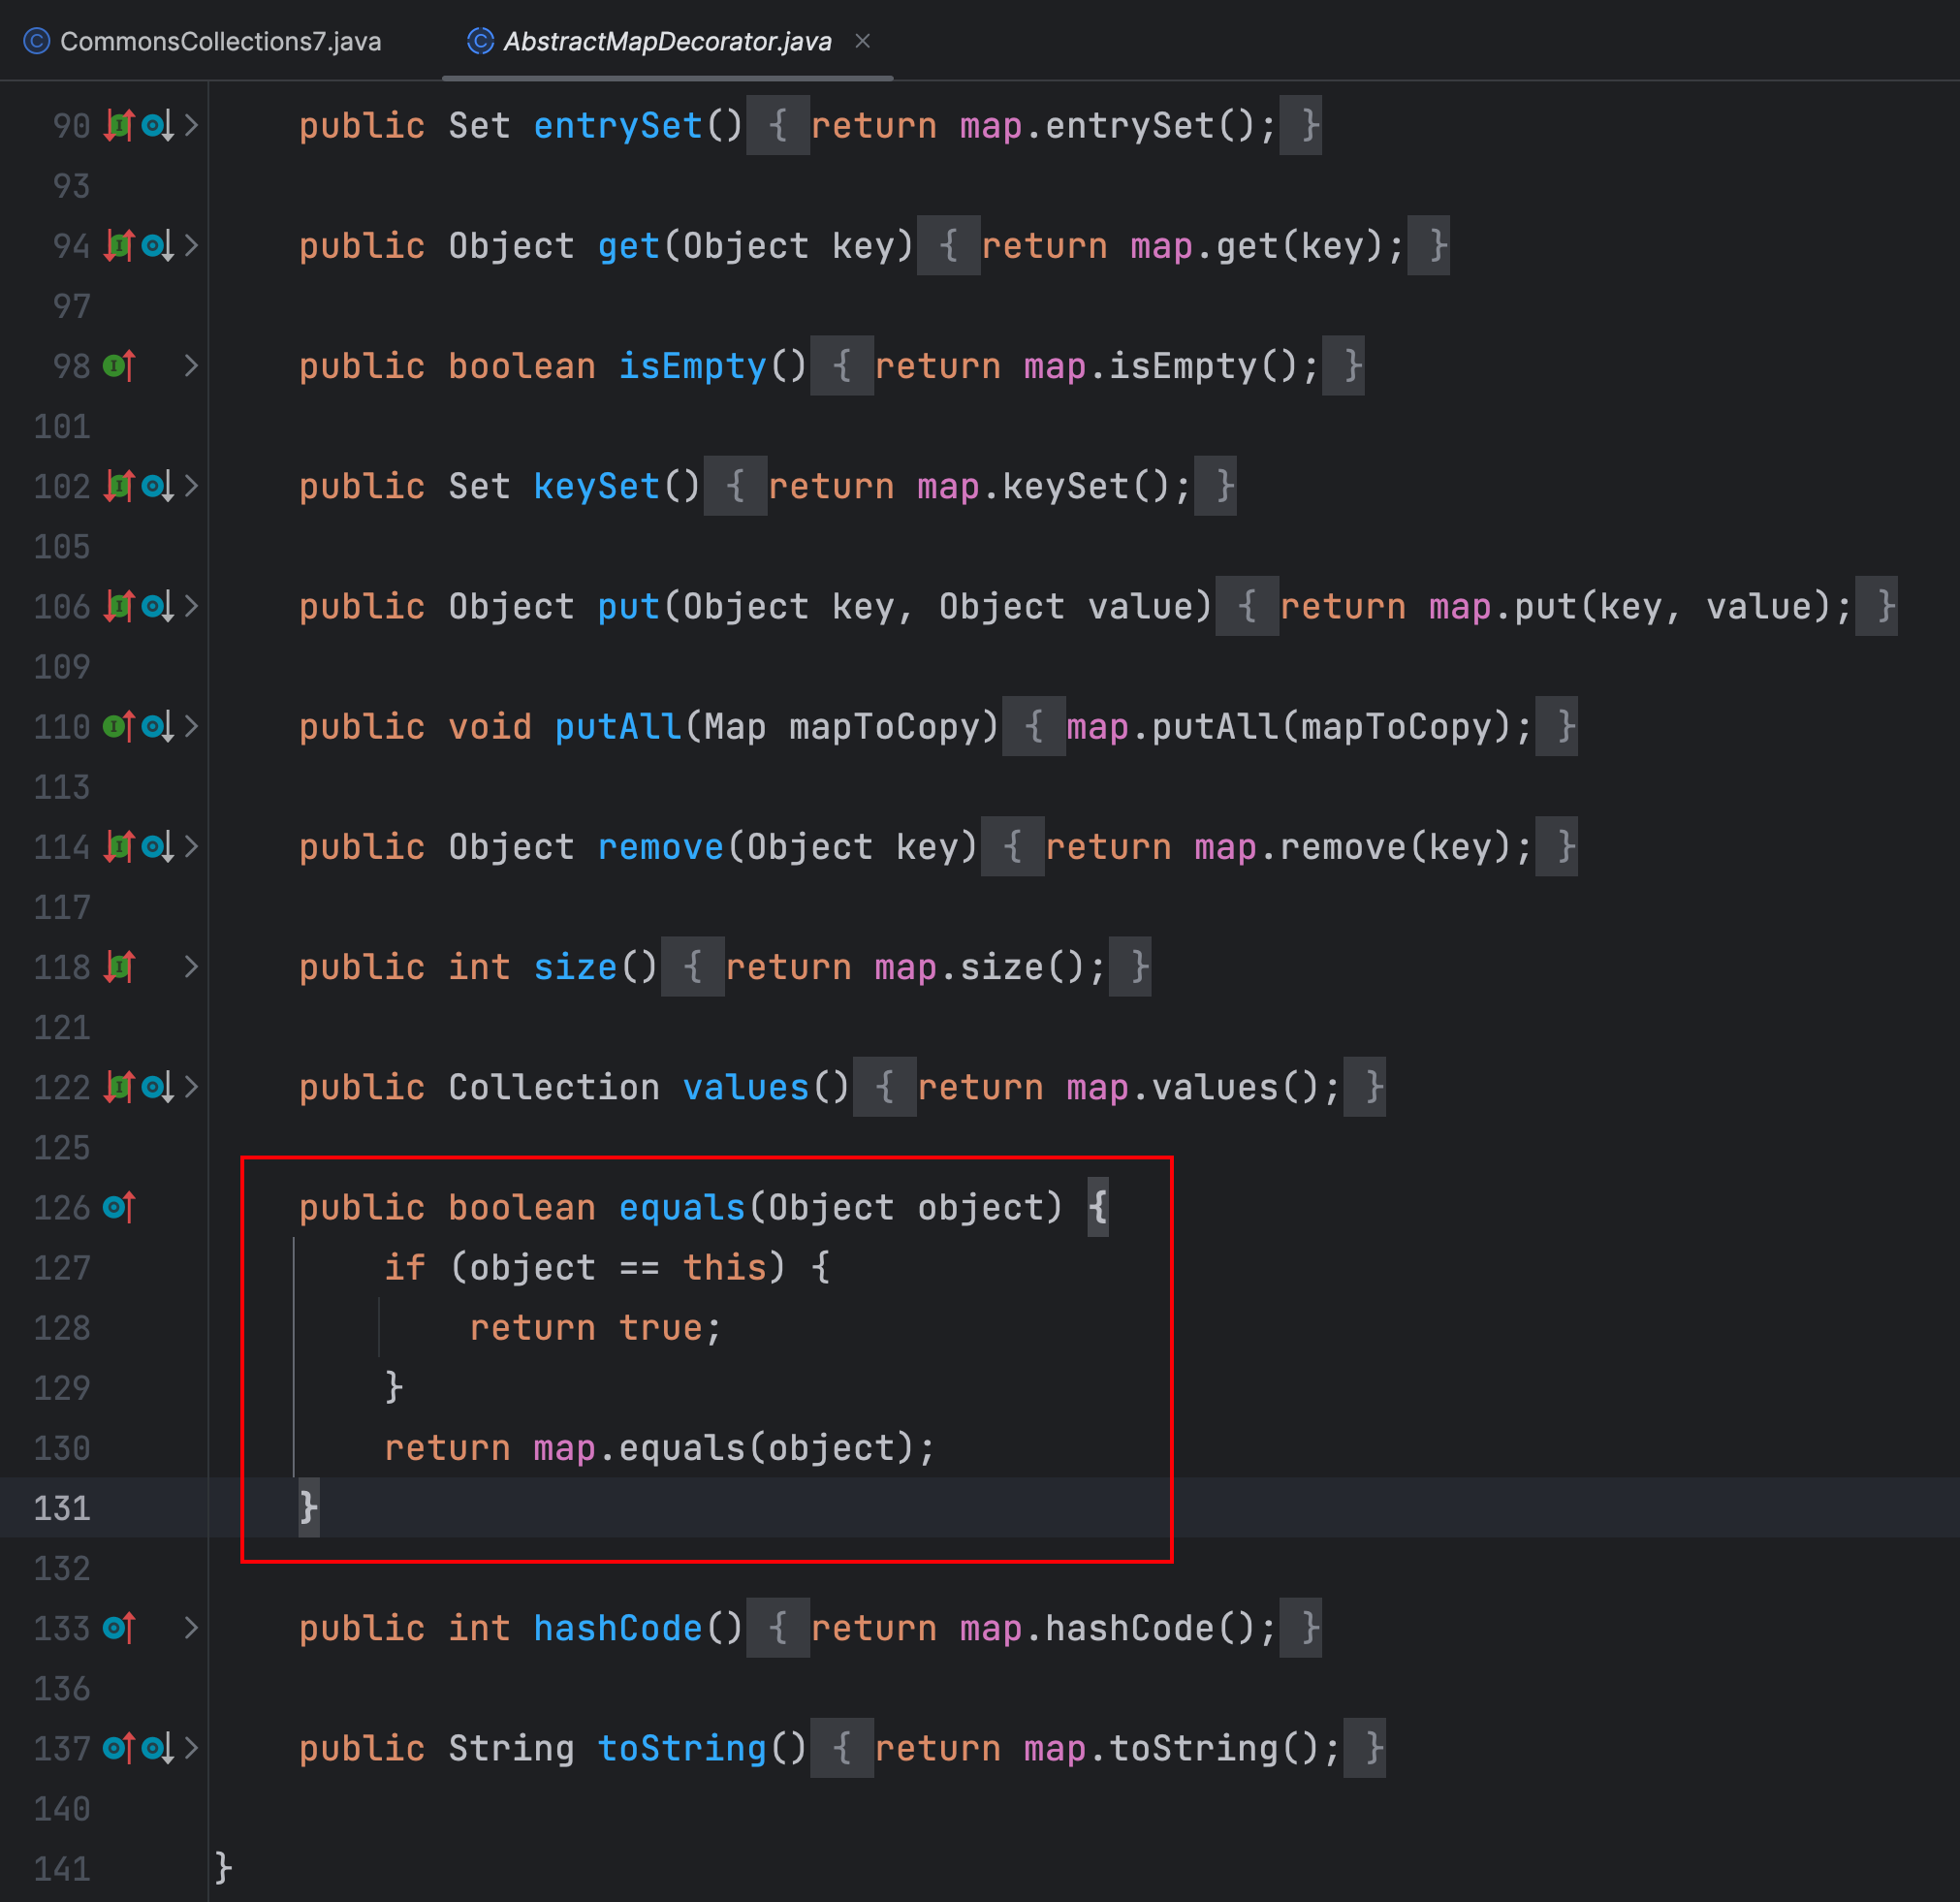 CommonsCollections7.java AbstractMapDecorator.java
90 public Set entrySet() { return map.entrySet(); }
93
94 public Object get(Object key) { return map.get(key); }
97
98 public boolean isEmpty() { return map.isEmpty(); }
101
102 public Set keySet() { return map.keySet(); }
105
106 public Object put(Object key, Object value) { return map.put(key, value); }
109
110 public void putAll(Map mapToCopy) { map.putAll(mapToCopy); }
113
114 public Object remove(Object key) { return map.remove(key); }
117
118 public int size() { return map.size(); }
121
122 public Collection values() { return map.values(); }
125
126 public boolean equals(Object object) {
127 if (object == this) {
128 return true;
129 }
130 return map.equals(object);
131 }
132
133 public int hashCode() { return map.hashCode(); }
136
137 public String toString() { return map.toString(); }
140
141 }